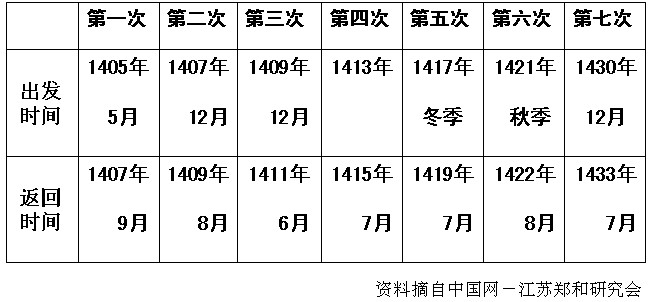 第一次 第二次 第三次 第四次 第五次 第六次 第七次
出发时间 1405年5月 1407年12月 1409年12月 1413年 1417年冬季 1421年秋季 1430年12月
返回时间 1407年9月 1409年8月 1411年6月 1415年7月 1419年7月 1422年8月 1433年7月
资料摘自中国网－江苏郑和研究会